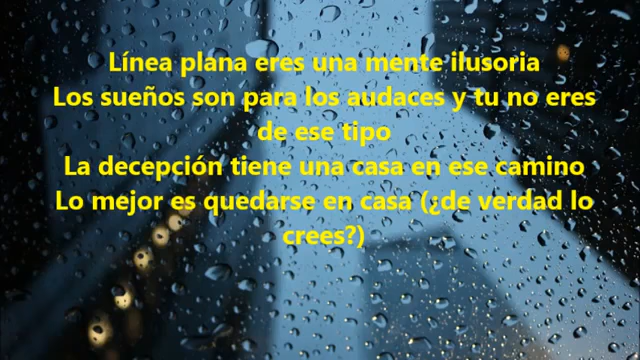 Línea plana eres una mente ilusoria
Los sueños son para los audaces y tu no eres
de ese tipo
La decepción tiene una casa en ese camino
Lo mejor es quedarse en casa (¿de verdad lo
crees?)